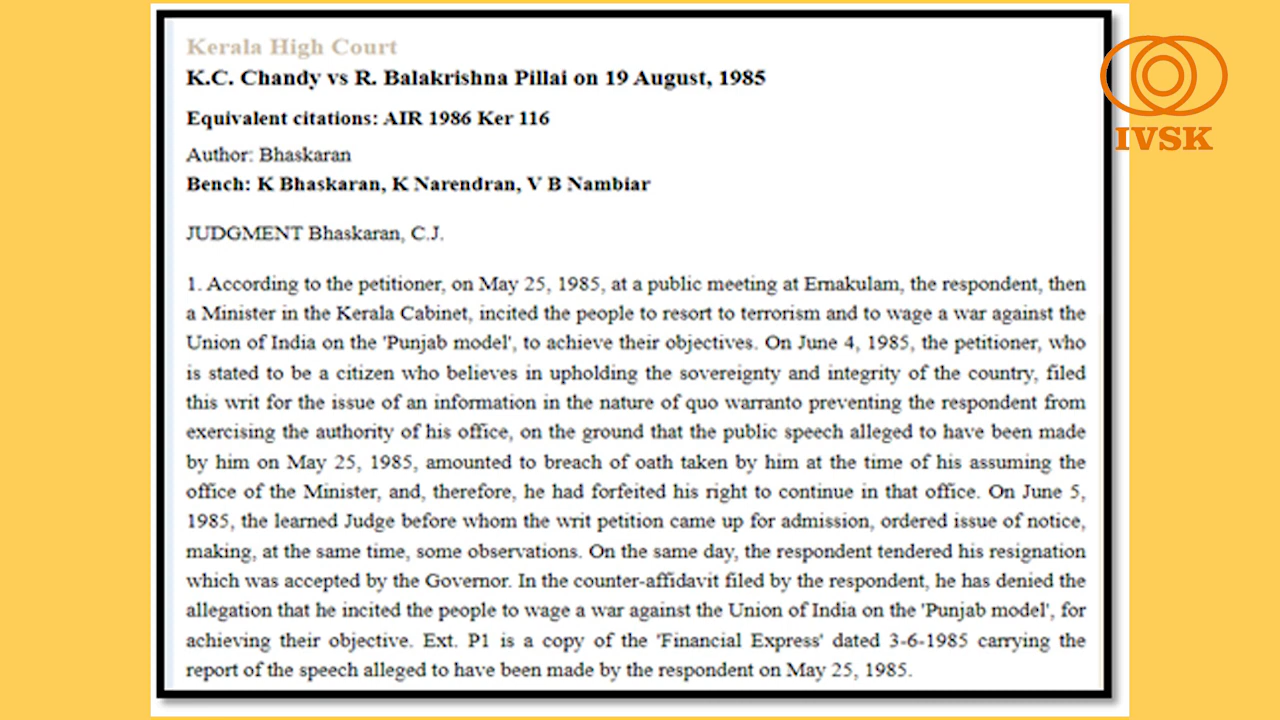 Kerala High Court
K.C. Chandy vs R. Balakrishna Pillai on 19 August, 1985
Equivalent citations: AIR 1986 Ker 116
Author: Bhaskaran
Bench: K Bhaskaran, K Narendran, V B Nambiar
JUDGMENT Bhaskaran, C.J.
1. According to the petitioner, on May 25, 1985, at a public meeting at Ernakulam, the respondent, then
a Minister in the Kerala Cabinet, incited the people to resort to terrorism and to wage a war against the
Union of India on the 'Punjab model', to achieve their objectives. On June 4, 1985, the petitioner, who
is stated to be a citizen who believes in upholding the sovereignty and integrity of the country, filed
this writ for the issue of an information in the nature of quo warranto preventing the respondent from
exercising the authority of his office, on the ground that the public speech alleged to have been made
by him on May 25, 1985, amounted to breach of oath taken by him at the time of his assuming the
office of the Minister, and, therefore, he had forfeited his right to continue in that office. On June 5,
1985, the learned Judge before whom the writ petition came up for admission, ordered issue of notice,
making, at the same time, some observations. On the same day, the respondent tendered his resignation
which was accepted by the Governor. In the counter-affidavit filed by the respondent, he has denied the
allegation that he incited the people to wage a war against the Union of India on the 'Punjab model', for
achieving their objective. Ext. P1 is a copy of the 'Financial Express' dated 3-6-1985 carrying the
report of the speech alleged to have been made by the respondent on May 25, 1985.
IVSK